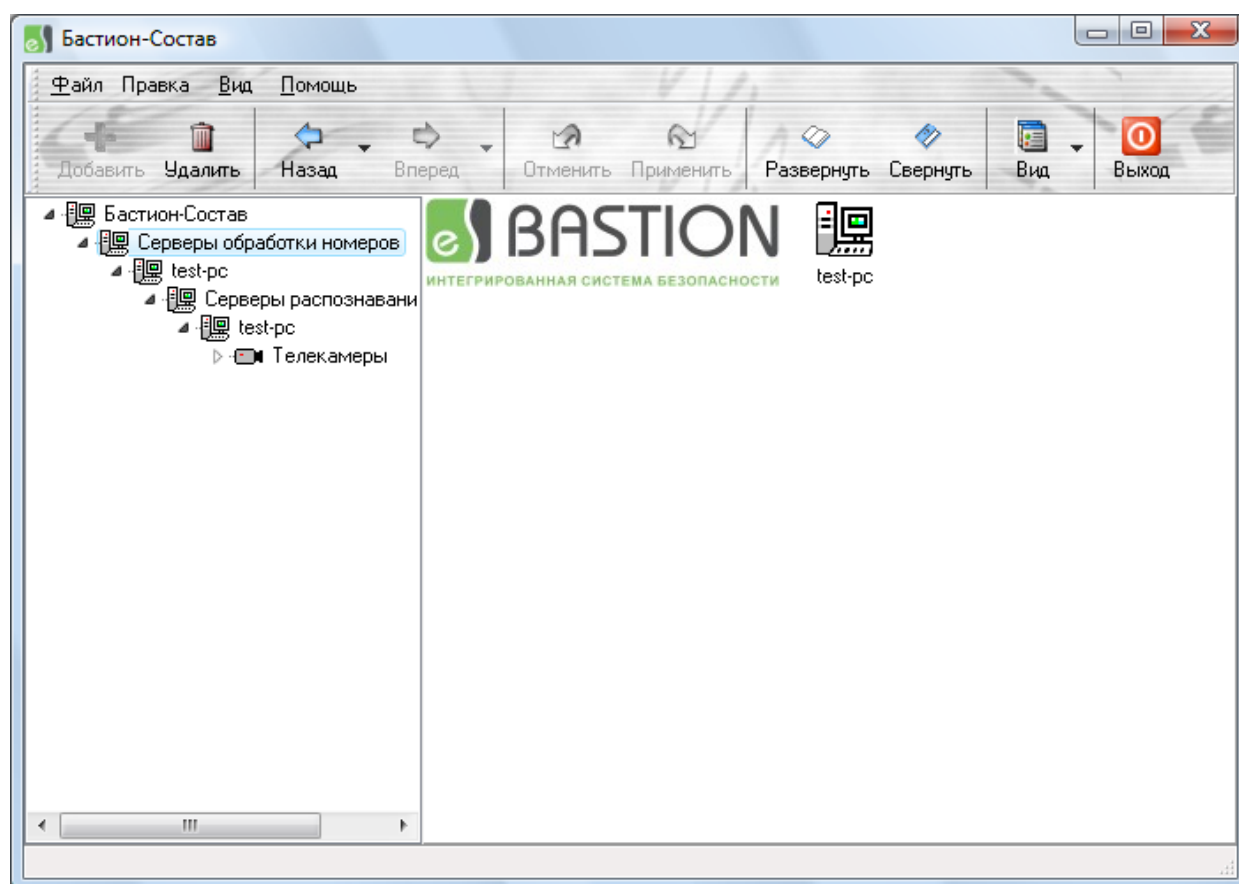 Бастион-Состав
Файл Правка Вид Помощь
Добавить Удалить Назад Вперед Отменить Применить Развернуть Свернуть Вид Выход
Бастион-Состав
Серверы обработки номеров
test-pc
Серверы распознавани
test-pc
Телекамеры
es BASTION
ИНТЕГРИРОВАННАЯ СИСТЕМА БЕЗОПАСНОСТИ
test-pc